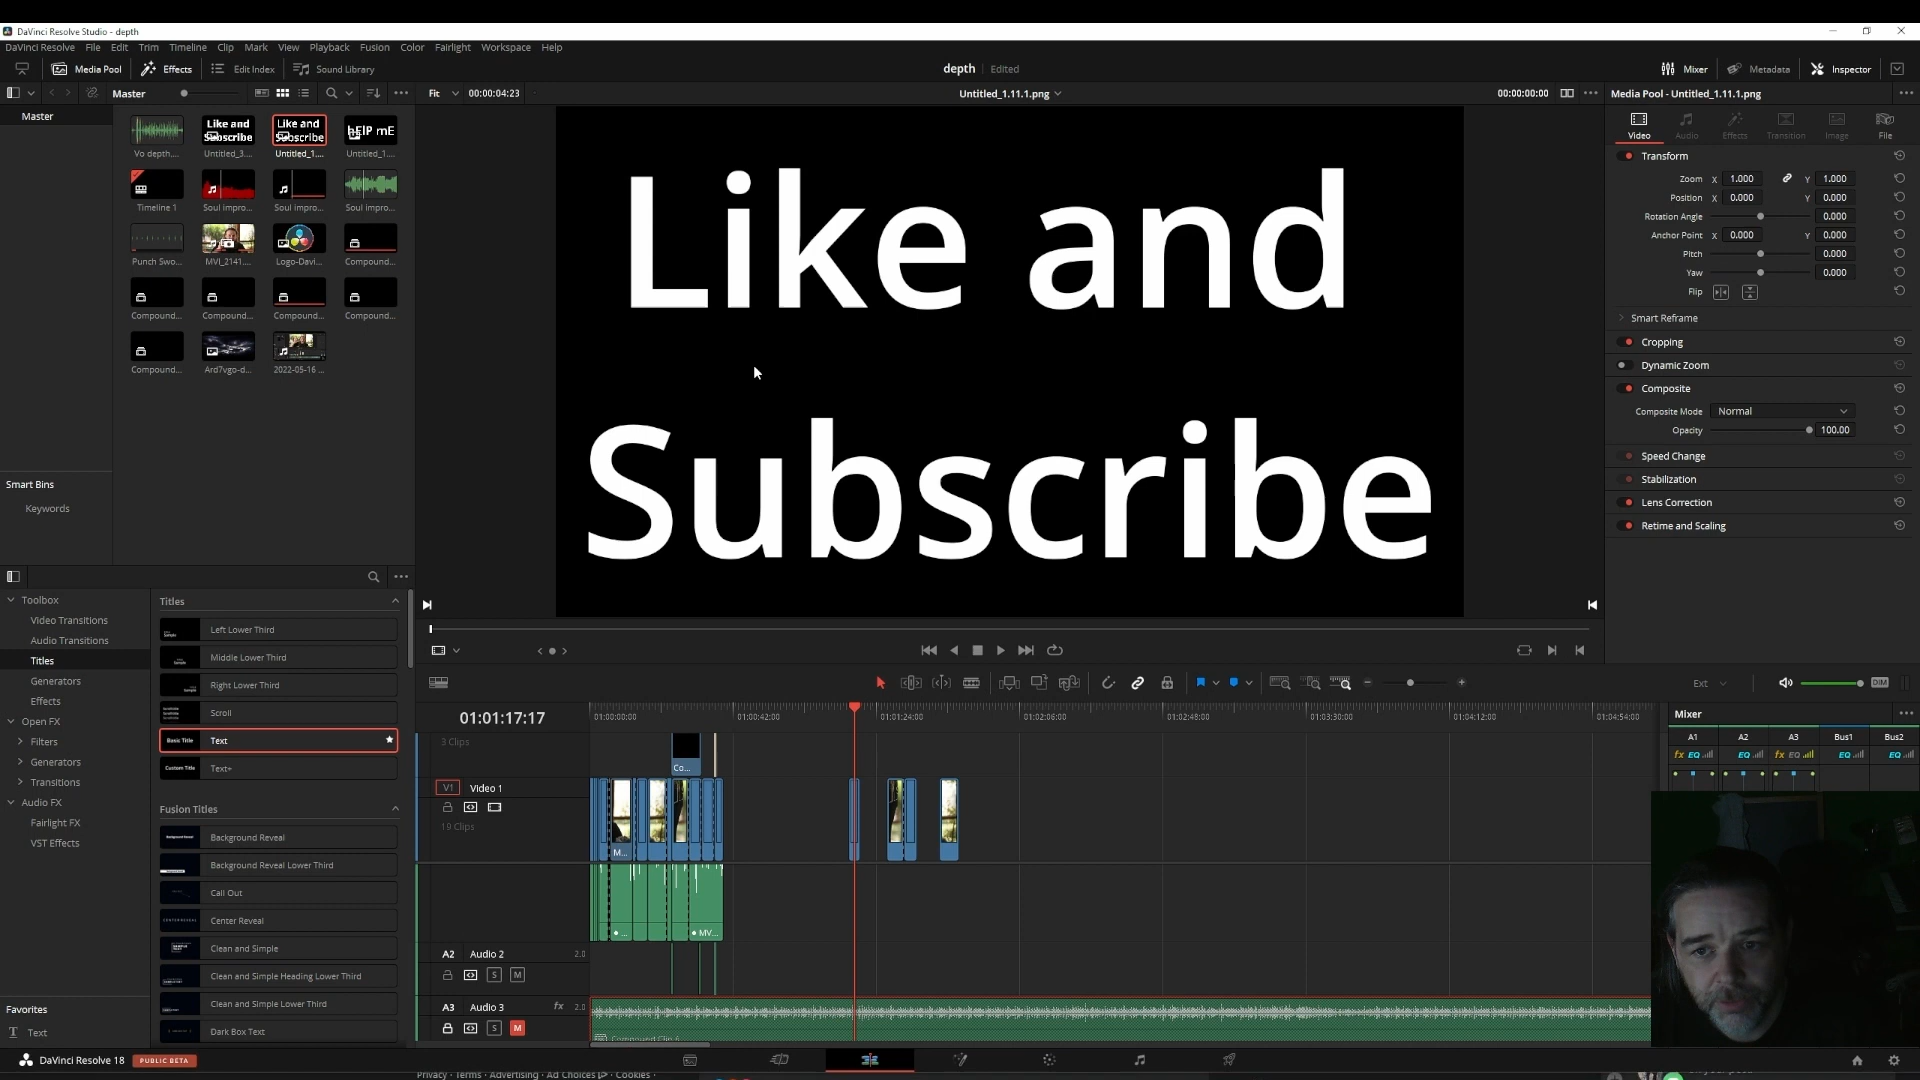 DaVinci Resolve Studio - depth
DaVinci Resolve File Edit Trim Timeline Clip Mark View Playback Fusion Color Fairlight Workspace Help
Media Pool Effects Edit Index Sound Library depth Edited Mixer Metadata Inspector
Master Fit 00:00:04:23 Untitled_1.11.1.png 00:00:00:00 Media Pool - Untitled_1.11.1.png
Master
Like and Subscribe
Like and Subscribe
hElP mE
Vo depth.... Untitled_3.... Untitled_1.... Untitled_1....
Timeline 1 Soul impro... Soul impro... Soul impro...
Punch Swo... MVI_2141.... Logo-Davi... Compound...
Compound... Compound... Compound... Compound...
Compound... Ard7vgo-d... 2022-05-16 ...
Smart Bins
Keywords
Like and
Subscribe
Video Audio Effects Transition Image File
Transform
Zoom X 1.000 Y 1.000
Position X 0.000 Y 0.000
Rotation Angle 0.000
Anchor Point X 0.000 Y 0.000
Pitch 0.000
Yaw 0.000
Flip
Smart Reframe
Cropping
Dynamic Zoom
Composite
Composite Mode Normal
Opacity 100.00
Speed Change
Stabilization
Lens Correction
Retime and Scaling
Toolbox
Video Transitions
Audio Transitions
Titles
Generators
Effects
Open FX
Filters
Generators
Transitions
Audio FX
Fairlight FX
VST Effects
Favorites
Text
Titles
Left Lower Third
Middle Lower Third
Right Lower Third
Scroll
Basic Title Text
Custom Title Text+
Fusion Titles
Background Reveal
Background Reveal Lower Third
Call Out
Center Reveal
Clean and Simple
Clean and Simple Heading Lower Third
Clean and Simple Lower Third
Dark Box Text
Ext DIM
01:01:17:17 01:00:00:00 01:00:42:00 01:01:24:00 01:02:06:00 01:02:48:00 01:03:30:00 01:04:12:00 01:04:54:00
3 Clips
Co...
V1 Video 1
19 Clips
M...
... MV...
A2 Audio 2 2.0
S M
A3 Audio 3 fx 2.0
S M
Compound Clip 6
Mixer
A1 A2 A3 Bus1 Bus2
fx EQ EQ fx EQ EQ EQ
DaVinci Resolve 18 PUBLIC BETA
Privacy · Terms · Advertising · Ad Choices · Cookies ·